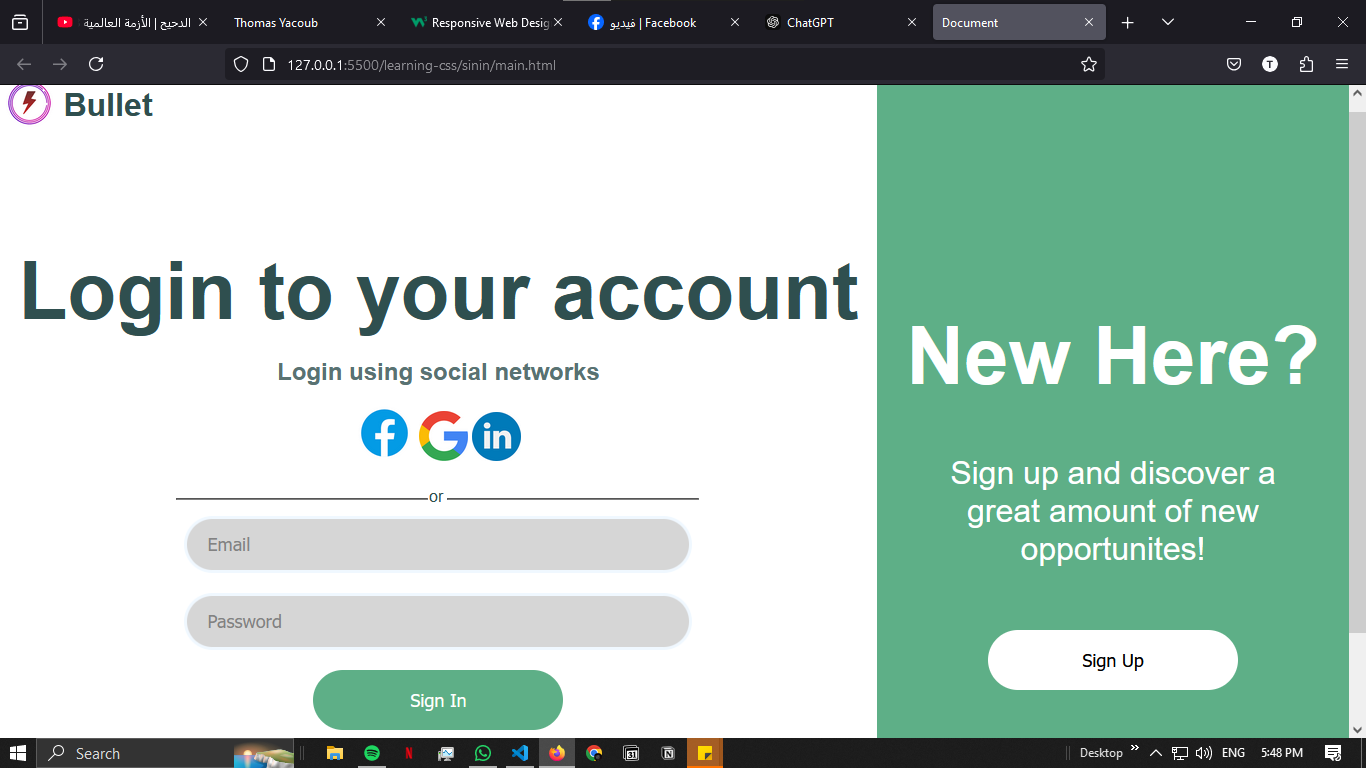 الدحيح | الأزمة العالمية
Thomas Yacoub
Responsive Web Desig
فيديو | Facebook
ChatGPT
Document
127.0.0.1:5500/learning-css/sinin/main.html
T
Bullet
Login to your account
Login using social networks
or
Email
Password
Sign In
New Here?
Sign up and discover a
great amount of new
opportunites!
Sign Up
Search
Desktop
ENG
5:48 PM